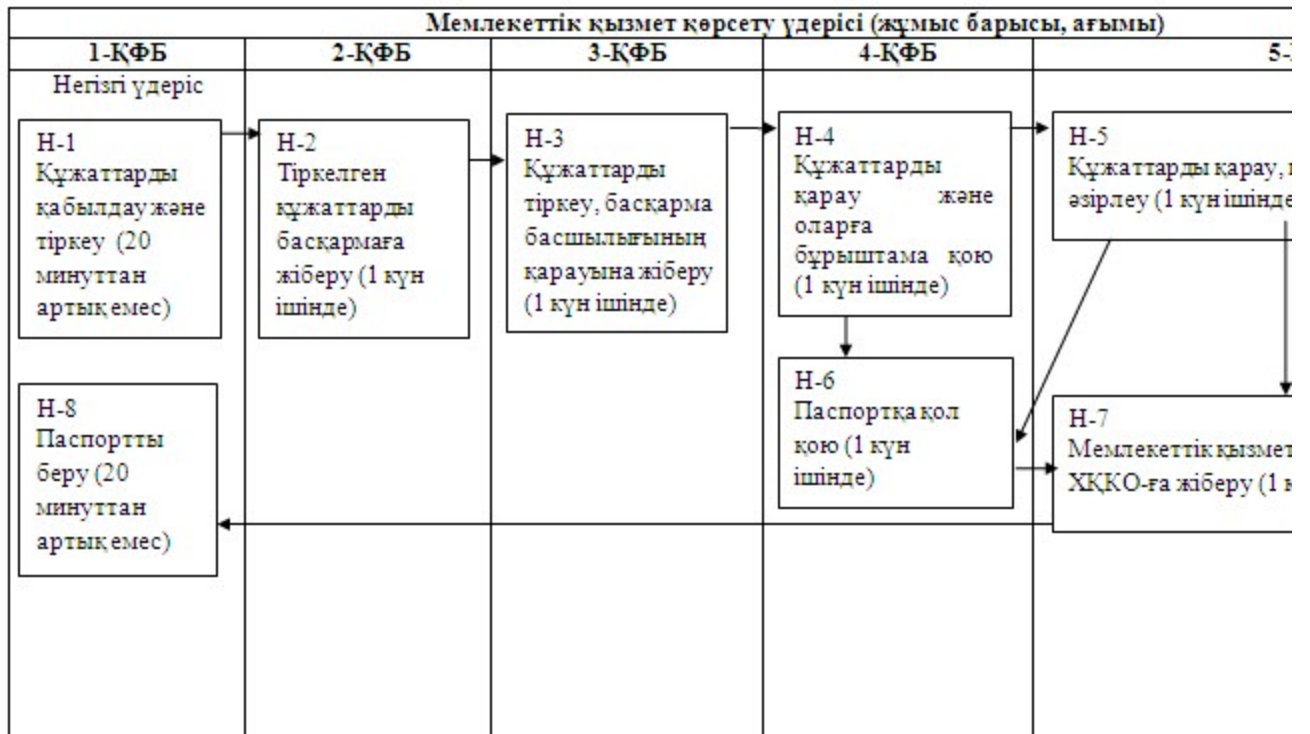 Мемлекеттік қызмет көрсету үдерісі (жұмыс барысы, ағымы)
1-ҚФБ
2-ҚФБ
3-ҚФБ
4-ҚФБ
5-
Негізгі үдеріс
Н-1
Құжаттарды
қабылдау және
тіркеу (20
минуттан
артық емес)
Н-2
Тіркелген
құжаттарды
басқармаға
жіберу (1 күн
ішінде)
Н-3
Құжаттарды
тіркеу, басқарма
басшылығының
қарауына жіберу
(1 күн ішінде)
Н-4
Құжаттарды
қарау және
оларға
бұрыштама қою
(1 күн ішінде)
Н-5
Құжаттарды қарау,
әзірлеу (1 күн ішінде
Н-6
Паспортқа қол
қою (1 күн
ішінде)
Н-7
Мемлекеттік қызмет
ХҚКО-ға жіберу (1
Н-8
Паспортты
беру (20
минуттан
артық емес)